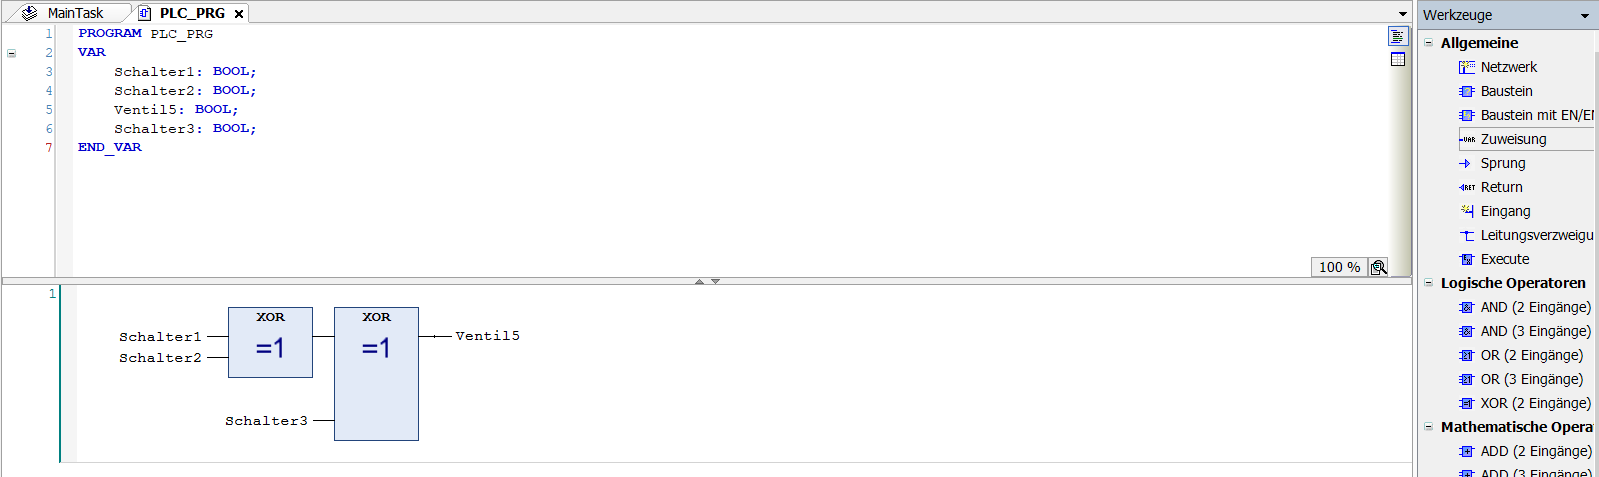 MainTask
PLC_PRG
1 PROGRAM PLC_PRG
2 VAR
3 Schalter1: BOOL;
4 Schalter2: BOOL;
5 Ventil5: BOOL;
6 Schalter3: BOOL;
7 END_VAR
100 %
1
XOR XOR
Schalter1 =1 =1 Ventil5
Schalter2
Schalter3
Werkzeuge
Allgemeine
Netzwerk
Baustein
Baustein mit EN/EN
VAR Zuweisung
Sprung
RET Return
Eingang
Leitungsverzweigu
Execute
Logische Operatoren
AND (2 Eingänge)
AND (3 Eingänge)
OR (2 Eingänge)
OR (3 Eingänge)
XOR (2 Eingänge)
Mathematische Opera
ADD (2 Eingänge)
ADD (3 Eingänge)